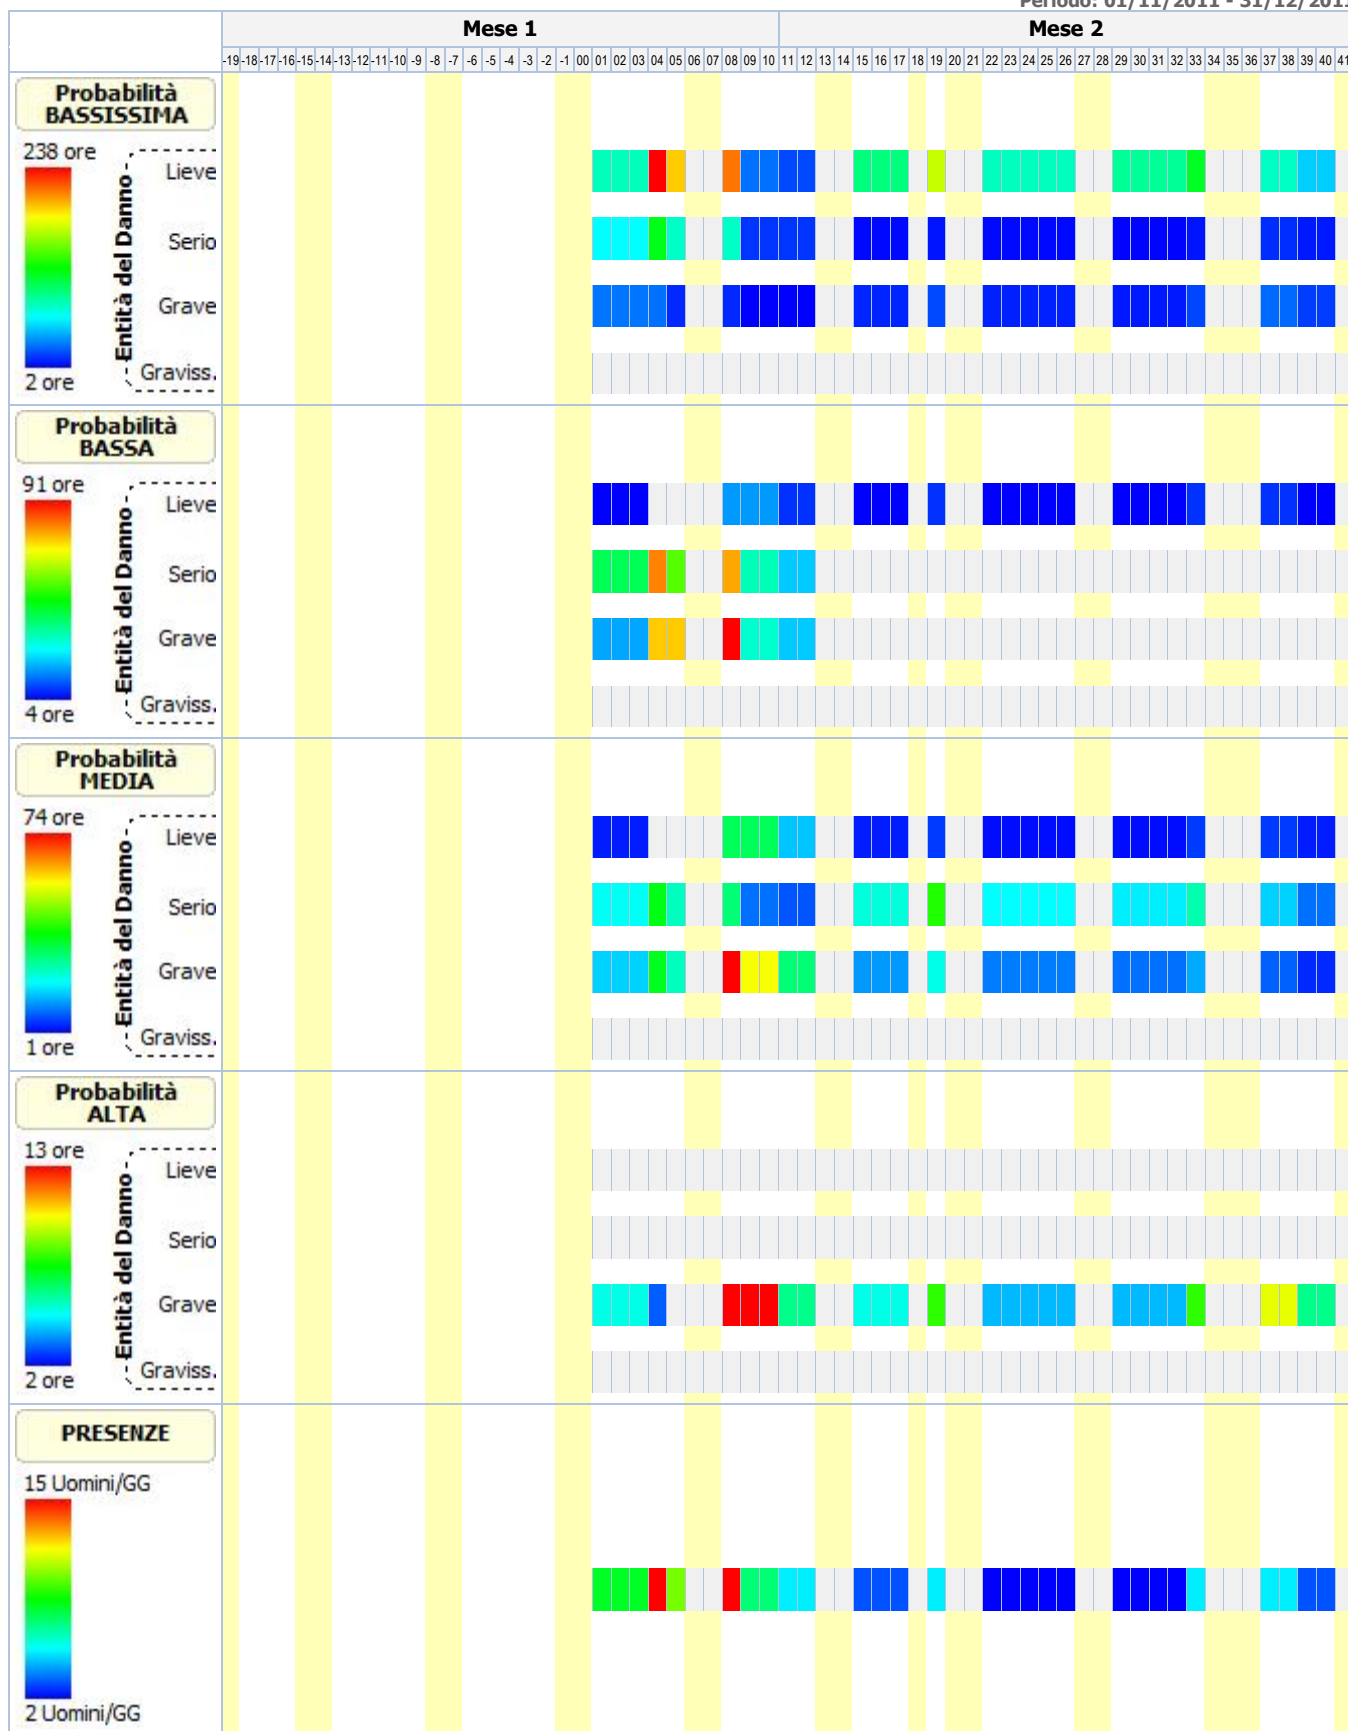 Periodo: 01/11/2011 - 31/12/2011
Mese 1 Mese 2
-19 -18 -17 -16 -15 -14 -13 -12 -11 -10 -9 -8 -7 -6 -5 -4 -3 -2 -1 00 01 02 03 04 05 06 07 08 09 10 11 12 13 14 15 16 17 18 19 20 21 22 23 24 25 26 27 28 29 30 31 32 33 34 35 36 37 38 39 40 41
Probabilità
BASSISSIMA
238 ore
Entità del Danno
Lieve
Serio
Grave
Graviss.
2 ore
Probabilità
BASSA
91 ore
Entità del Danno
Lieve
Serio
Grave
Graviss.
4 ore
Probabilità
MEDIA
74 ore
Entità del Danno
Lieve
Serio
Grave
Graviss.
1 ore
Probabilità
ALTA
13 ore
Entità del Danno
Lieve
Serio
Grave
Graviss.
2 ore
PRESENZE
15 Uomini/GG
2 Uomini/GG